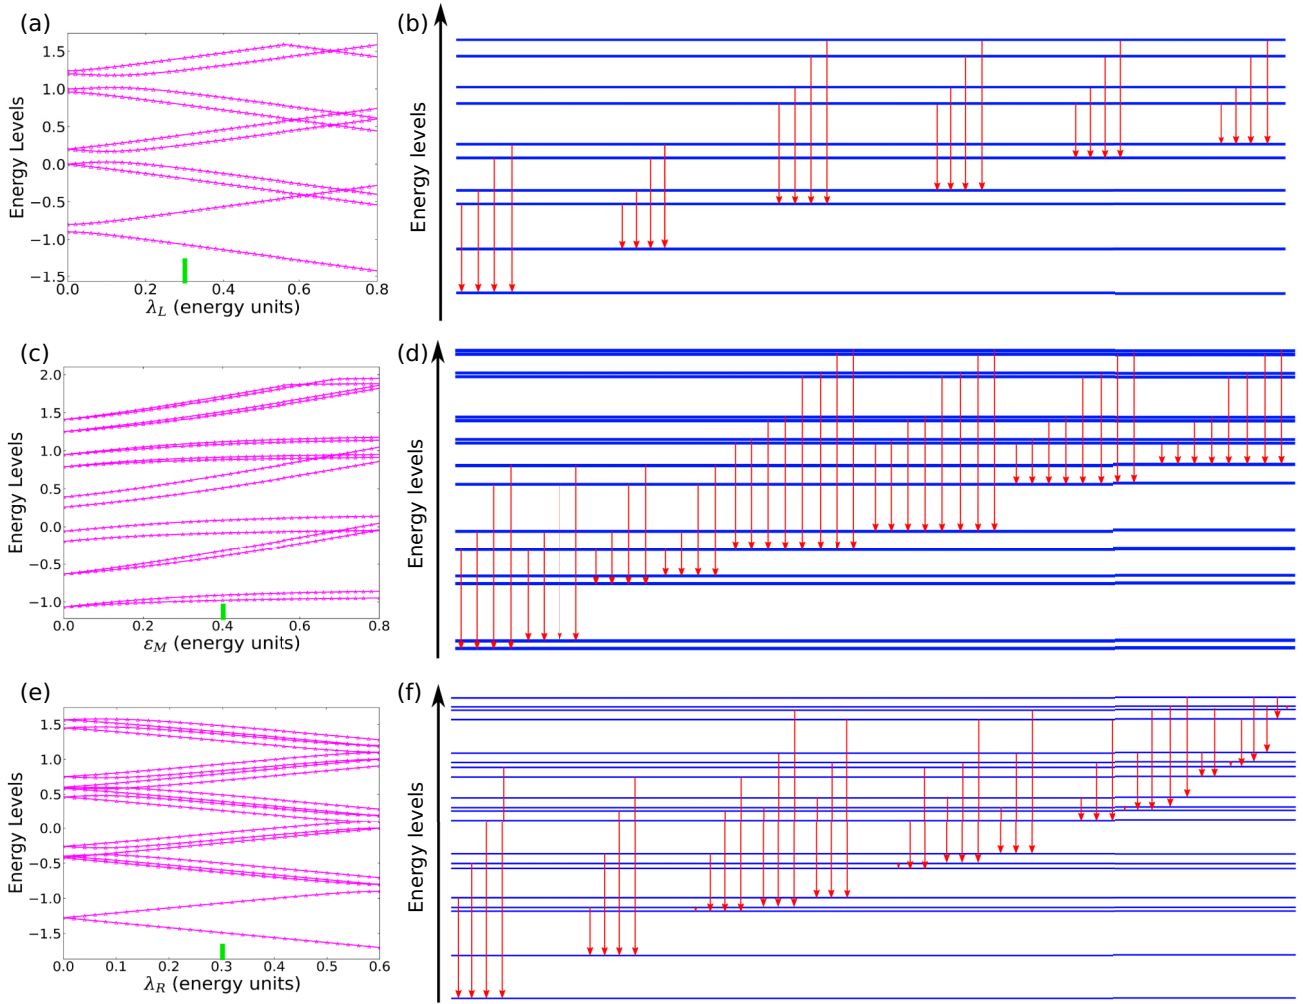 (a)
Energy Levels
1.5
1.0
0.5
0.0
−0.5
−1.0
−1.5
0.0 0.2 0.4 0.6 0.8
λL (energy units)
(b)
Energy levels
(c)
Energy Levels
2.0
1.5
1.0
0.5
0.0
−0.5
−1.0
0.0 0.2 0.4 0.6 0.8
εM (energy units)
(d)
Energy levels
(e)
Energy Levels
1.5
1.0
0.5
0.0
−0.5
−1.0
−1.5
0.0 0.1 0.2 0.3 0.4 0.5 0.6
λR (energy units)
(f)
Energy levels